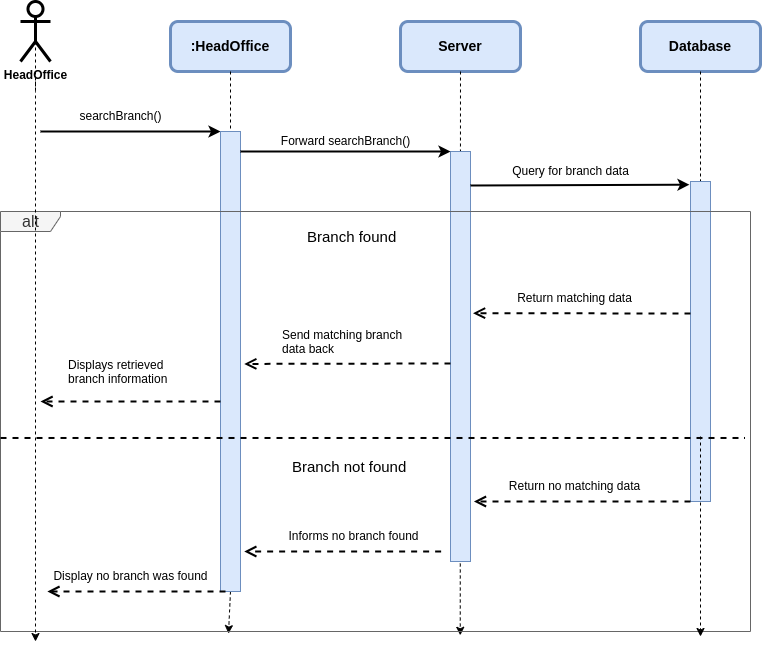 :HeadOffice
Server
Database
HeadOffice
searchBranch()
Forward searchBranch()
Query for branch data
alt
Branch found
Return matching data
Send matching branch
data back
Displays retrieved
branch information
Branch not found
Return no matching data
Informs no branch found
Display no branch was found